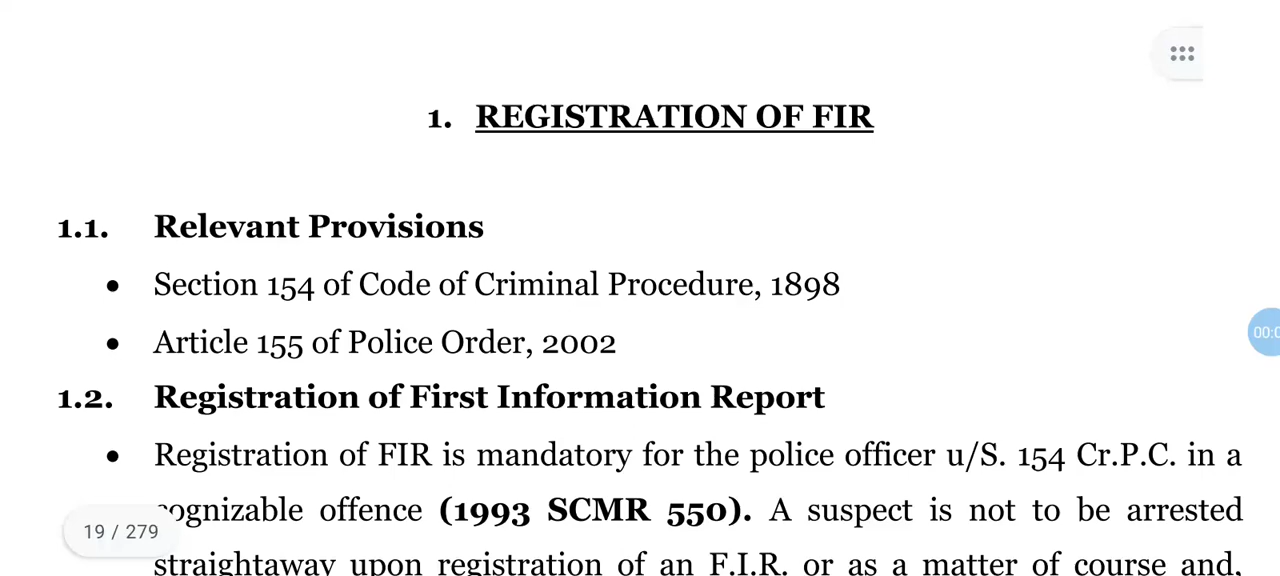 1. REGISTRATION OF FIR
1.1. Relevant Provisions
• Section 154 of Code of Criminal Procedure, 1898
• Article 155 of Police Order, 2002
00:0
1.2. Registration of First Information Report
• Registration of FIR is mandatory for the police officer u/S. 154 Cr.P.C. in a
cognizable offence (1993 SCMR 550). A suspect is not to be arrested
19 / 279
straightaway upon registration of an F.I.R. or as a matter of course and,